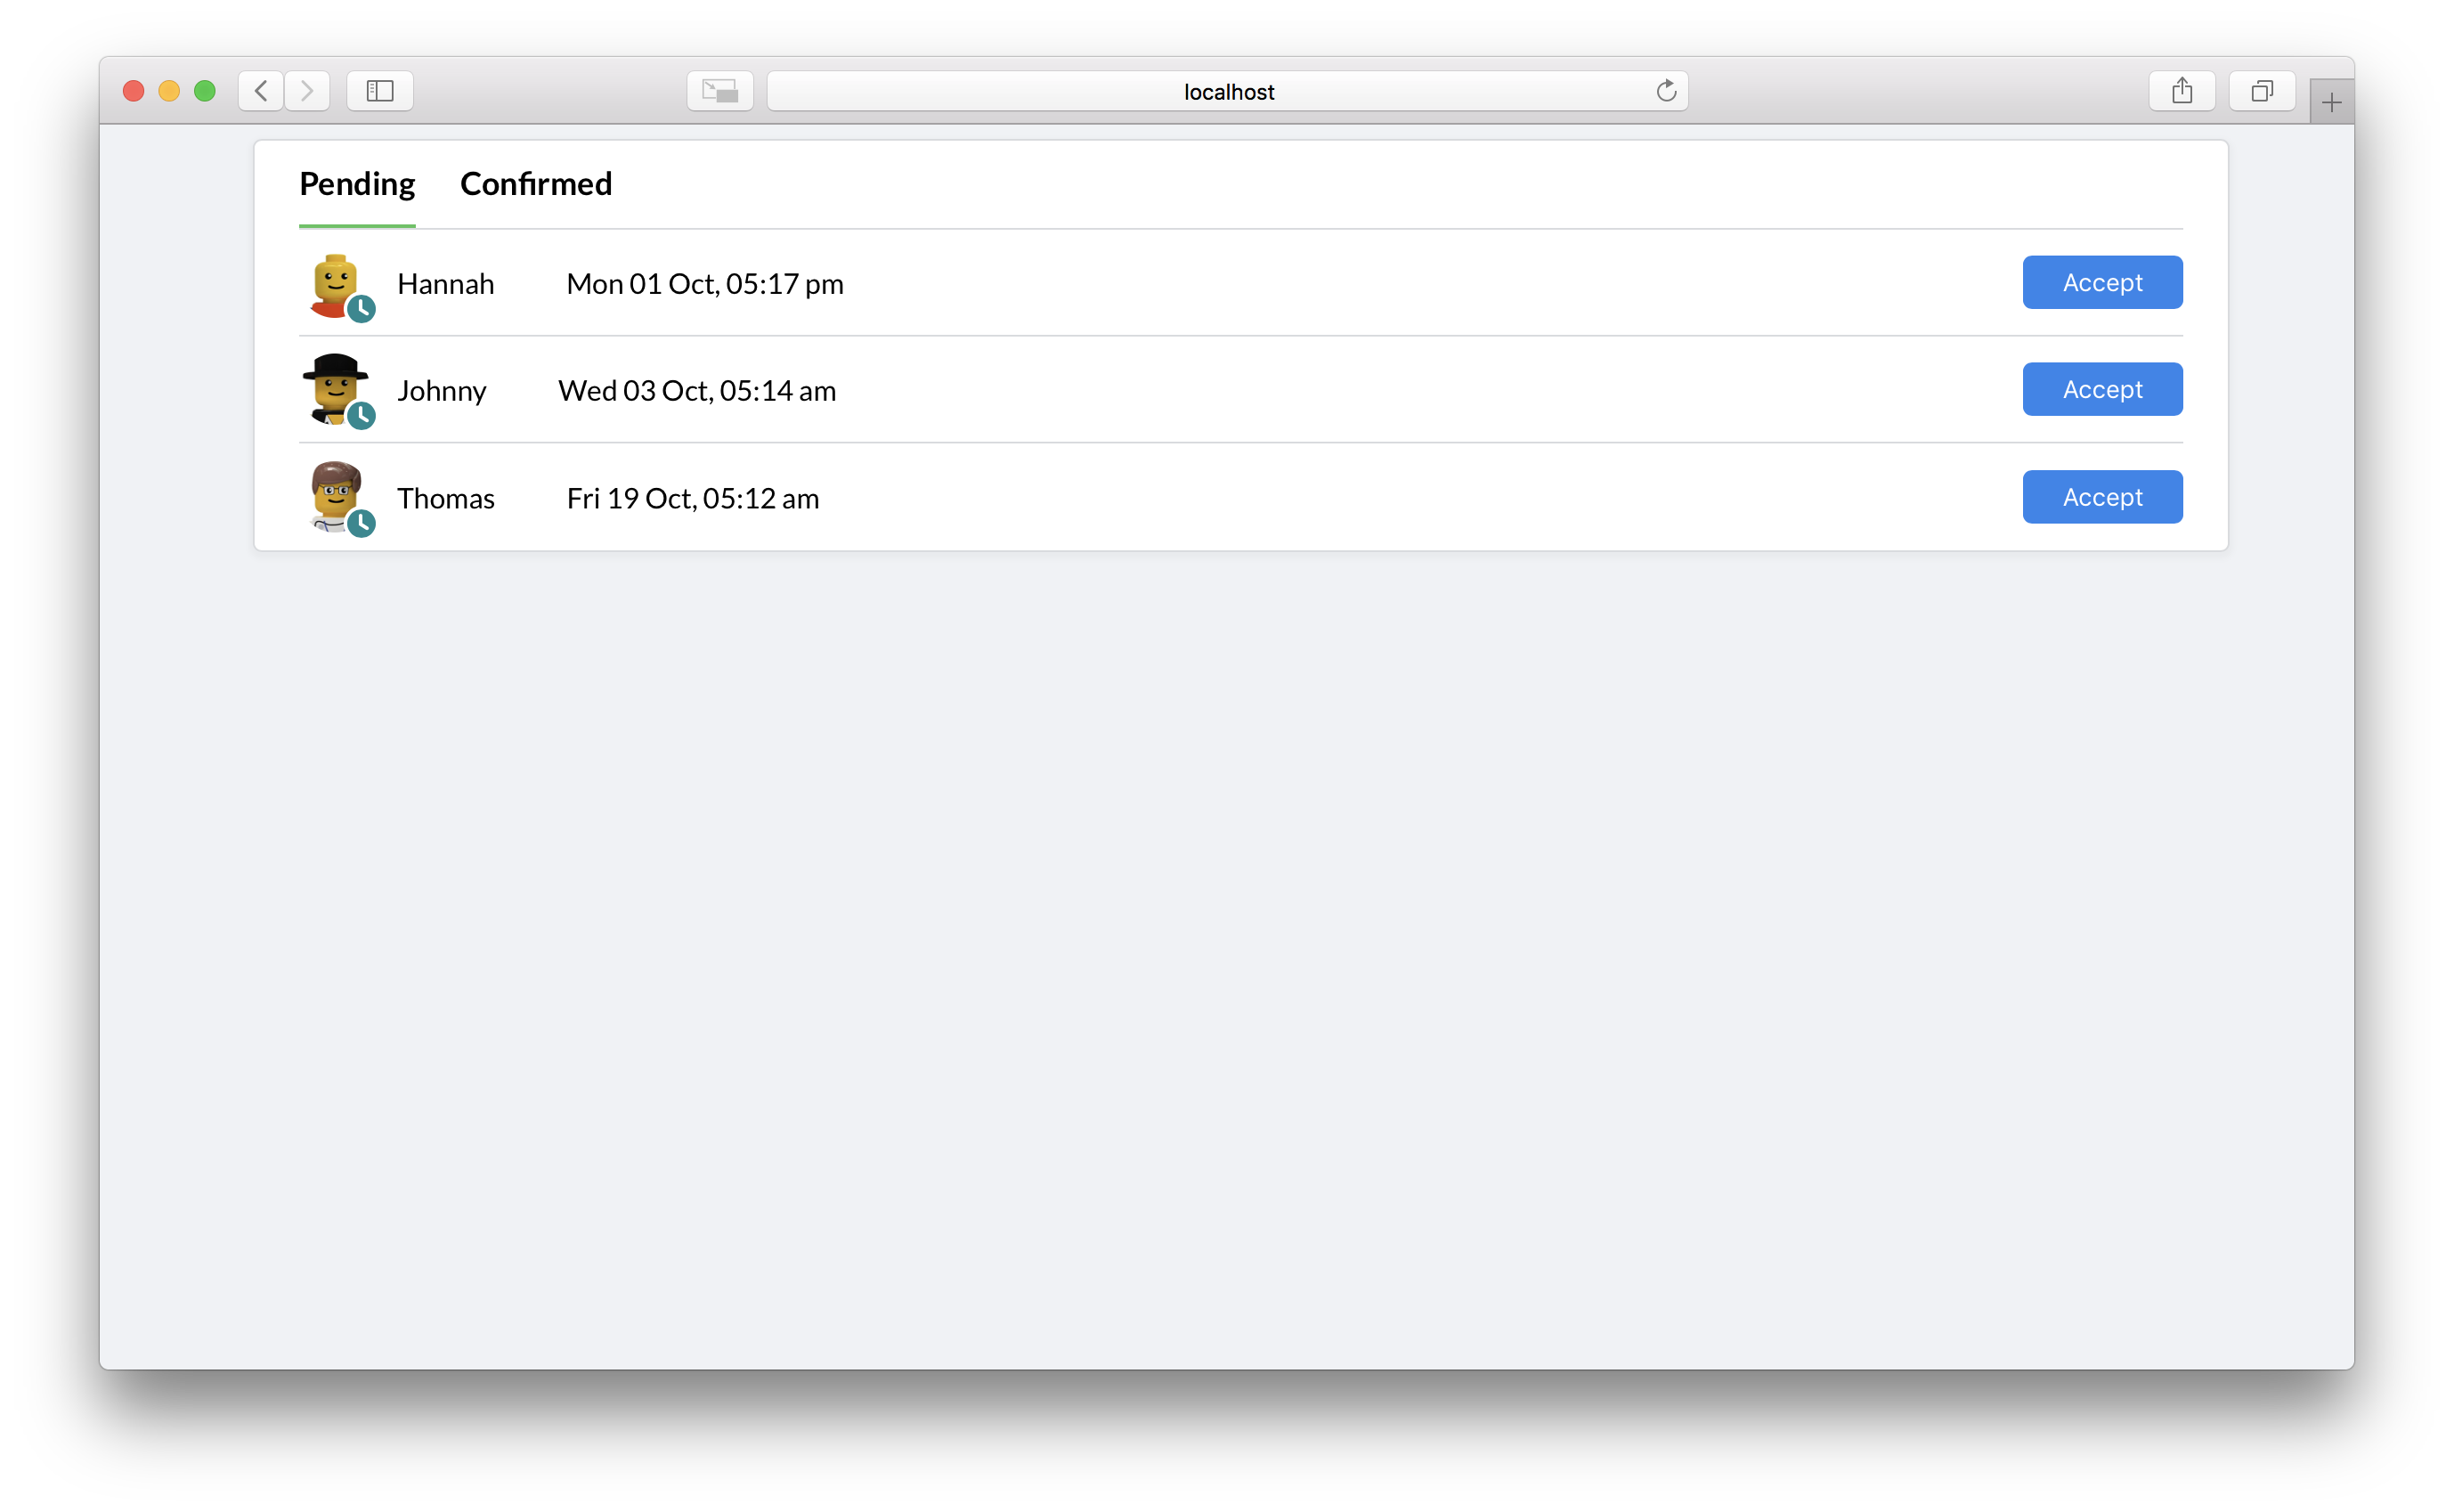 localhost
Pending Confirmed
Hannah Mon 01 Oct, 05:17 pm Accept
Johnny Wed 03 Oct, 05:14 am Accept
Thomas Fri 19 Oct, 05:12 am Accept